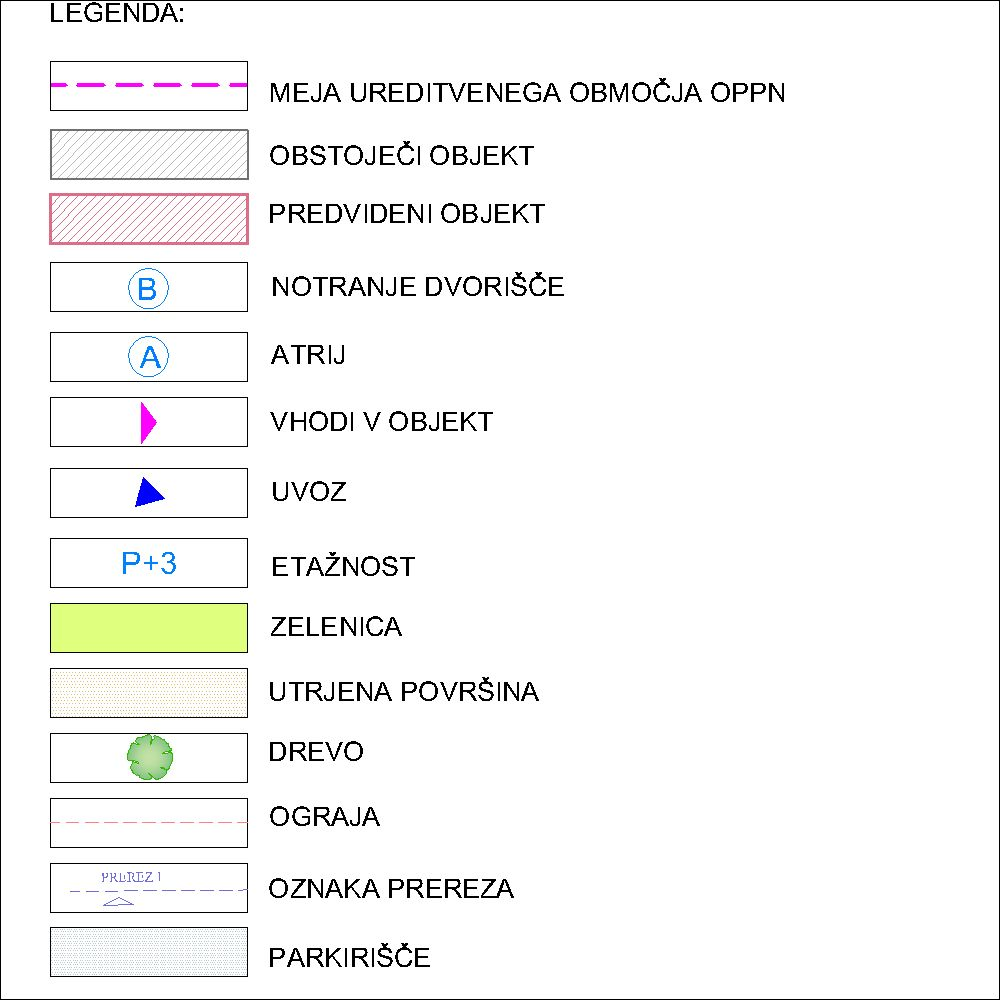 LEGENDA:
MEJA UREDITVENEGA OBMOČJA OPPN
OBSTOJEČI OBJEKT
PREDVIDENI OBJEKT
B NOTRANJE DVORIŠČE
A ATRIJ
VHODI V OBJEKT
UVOZ
P+3 ETAŽNOST
ZELENICA
UTRJENA POVRŠINA
DREVO
OGRAJA
PREREZ 1
OZNAKA PREREZA
PARKIRIŠČE